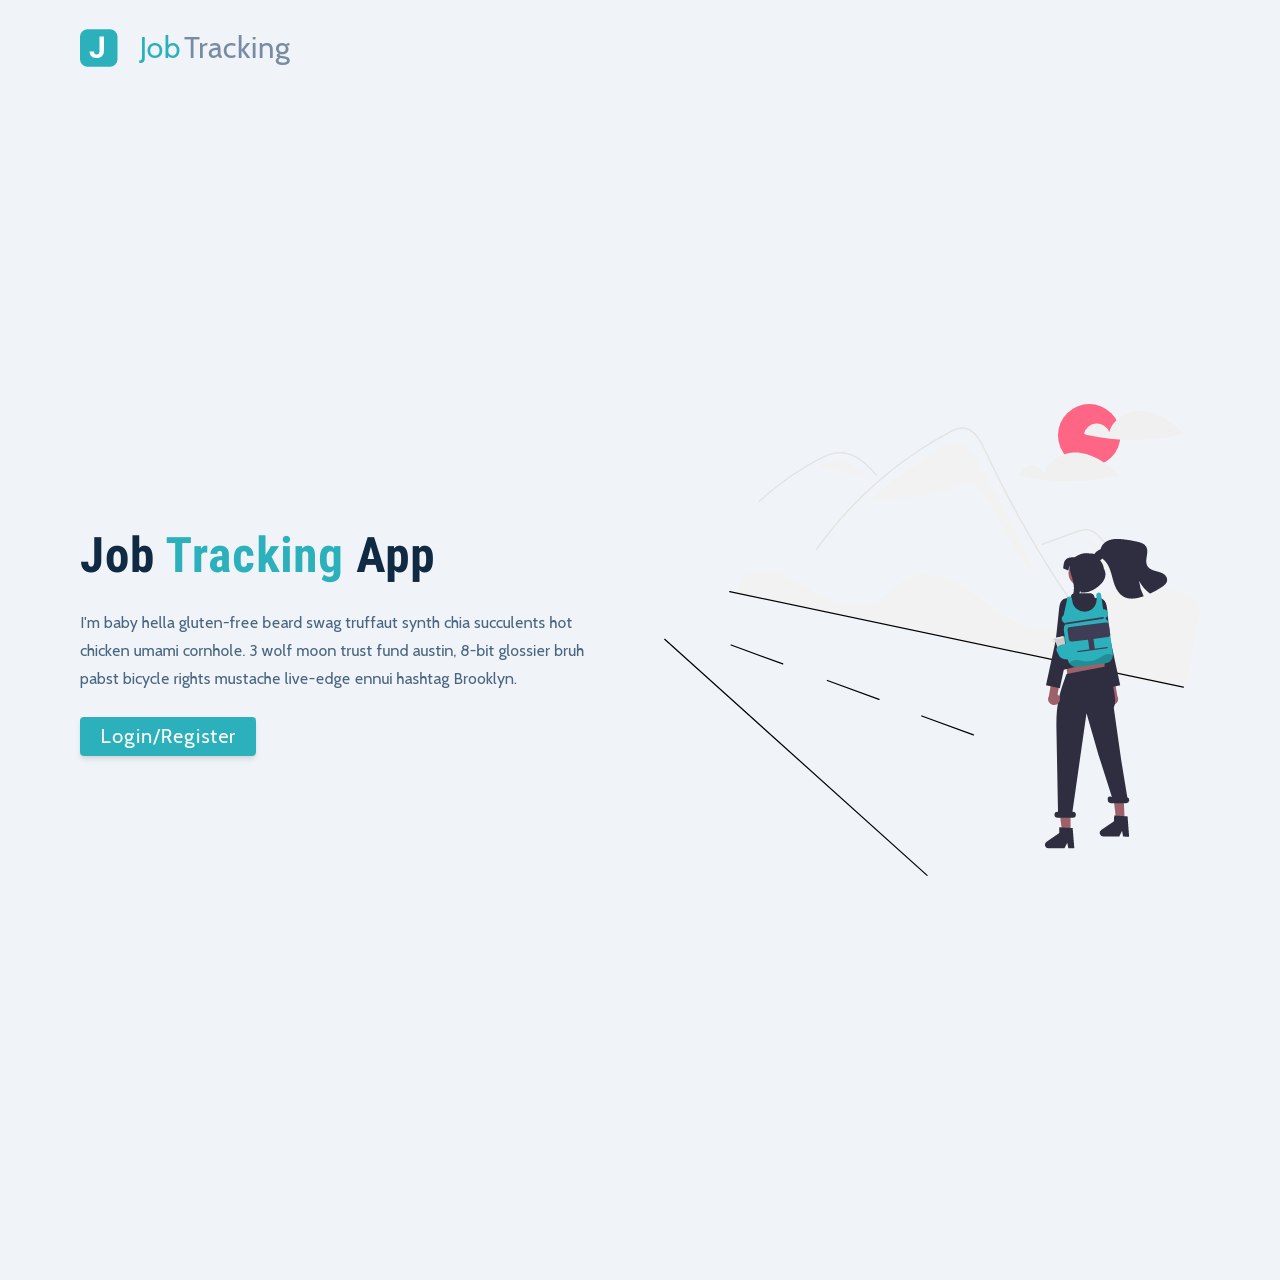 J Job Tracking
Job Tracking App
I'm baby hella gluten-free beard swag truffaut synth chia succulents hot
chicken umami cornhole. 3 wolf moon trust fund austin, 8-bit glossier bruh
pabst bicycle rights mustache live-edge ennui hashtag Brooklyn.
Login/Register